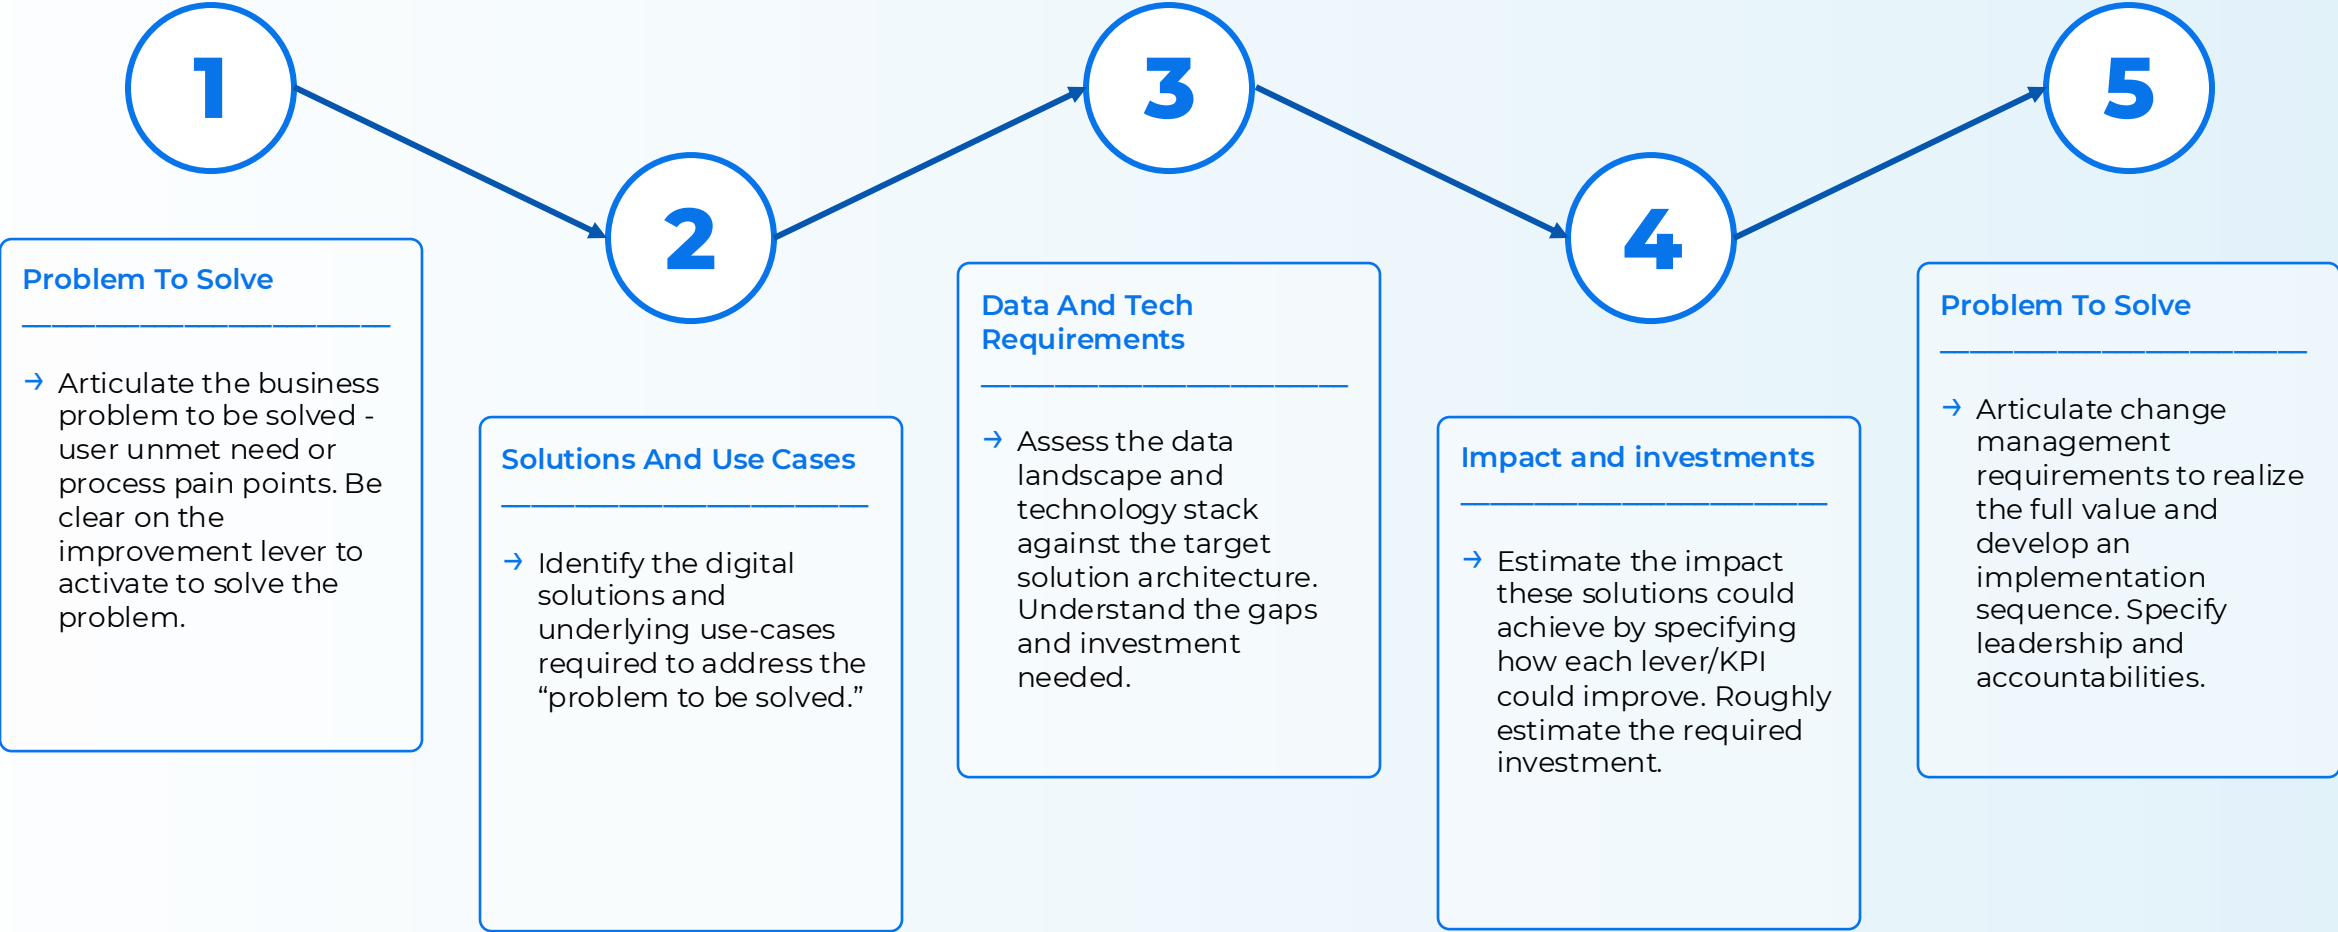 1
2
3
4
5
Problem To Solve
→ Articulate the business
problem to be solved -
user unmet need or
process pain points. Be
clear on the
improvement lever to
activate to solve the
problem.
Solutions And Use Cases
→ Identify the digital
solutions and
underlying use-cases
required to address the
“problem to be solved.”
Data And Tech
Requirements
→ Assess the data
landscape and
technology stack
against the target
solution architecture.
Understand the gaps
and investment
needed.
Impact and investments
→ Estimate the impact
these solutions could
achieve by specifying
how each lever/KPI
could improve. Roughly
estimate the required
investment.
Problem To Solve
→ Articulate change
management
requirements to realize
the full value and
develop an
implementation
sequence. Specify
leadership and
accountabilities.